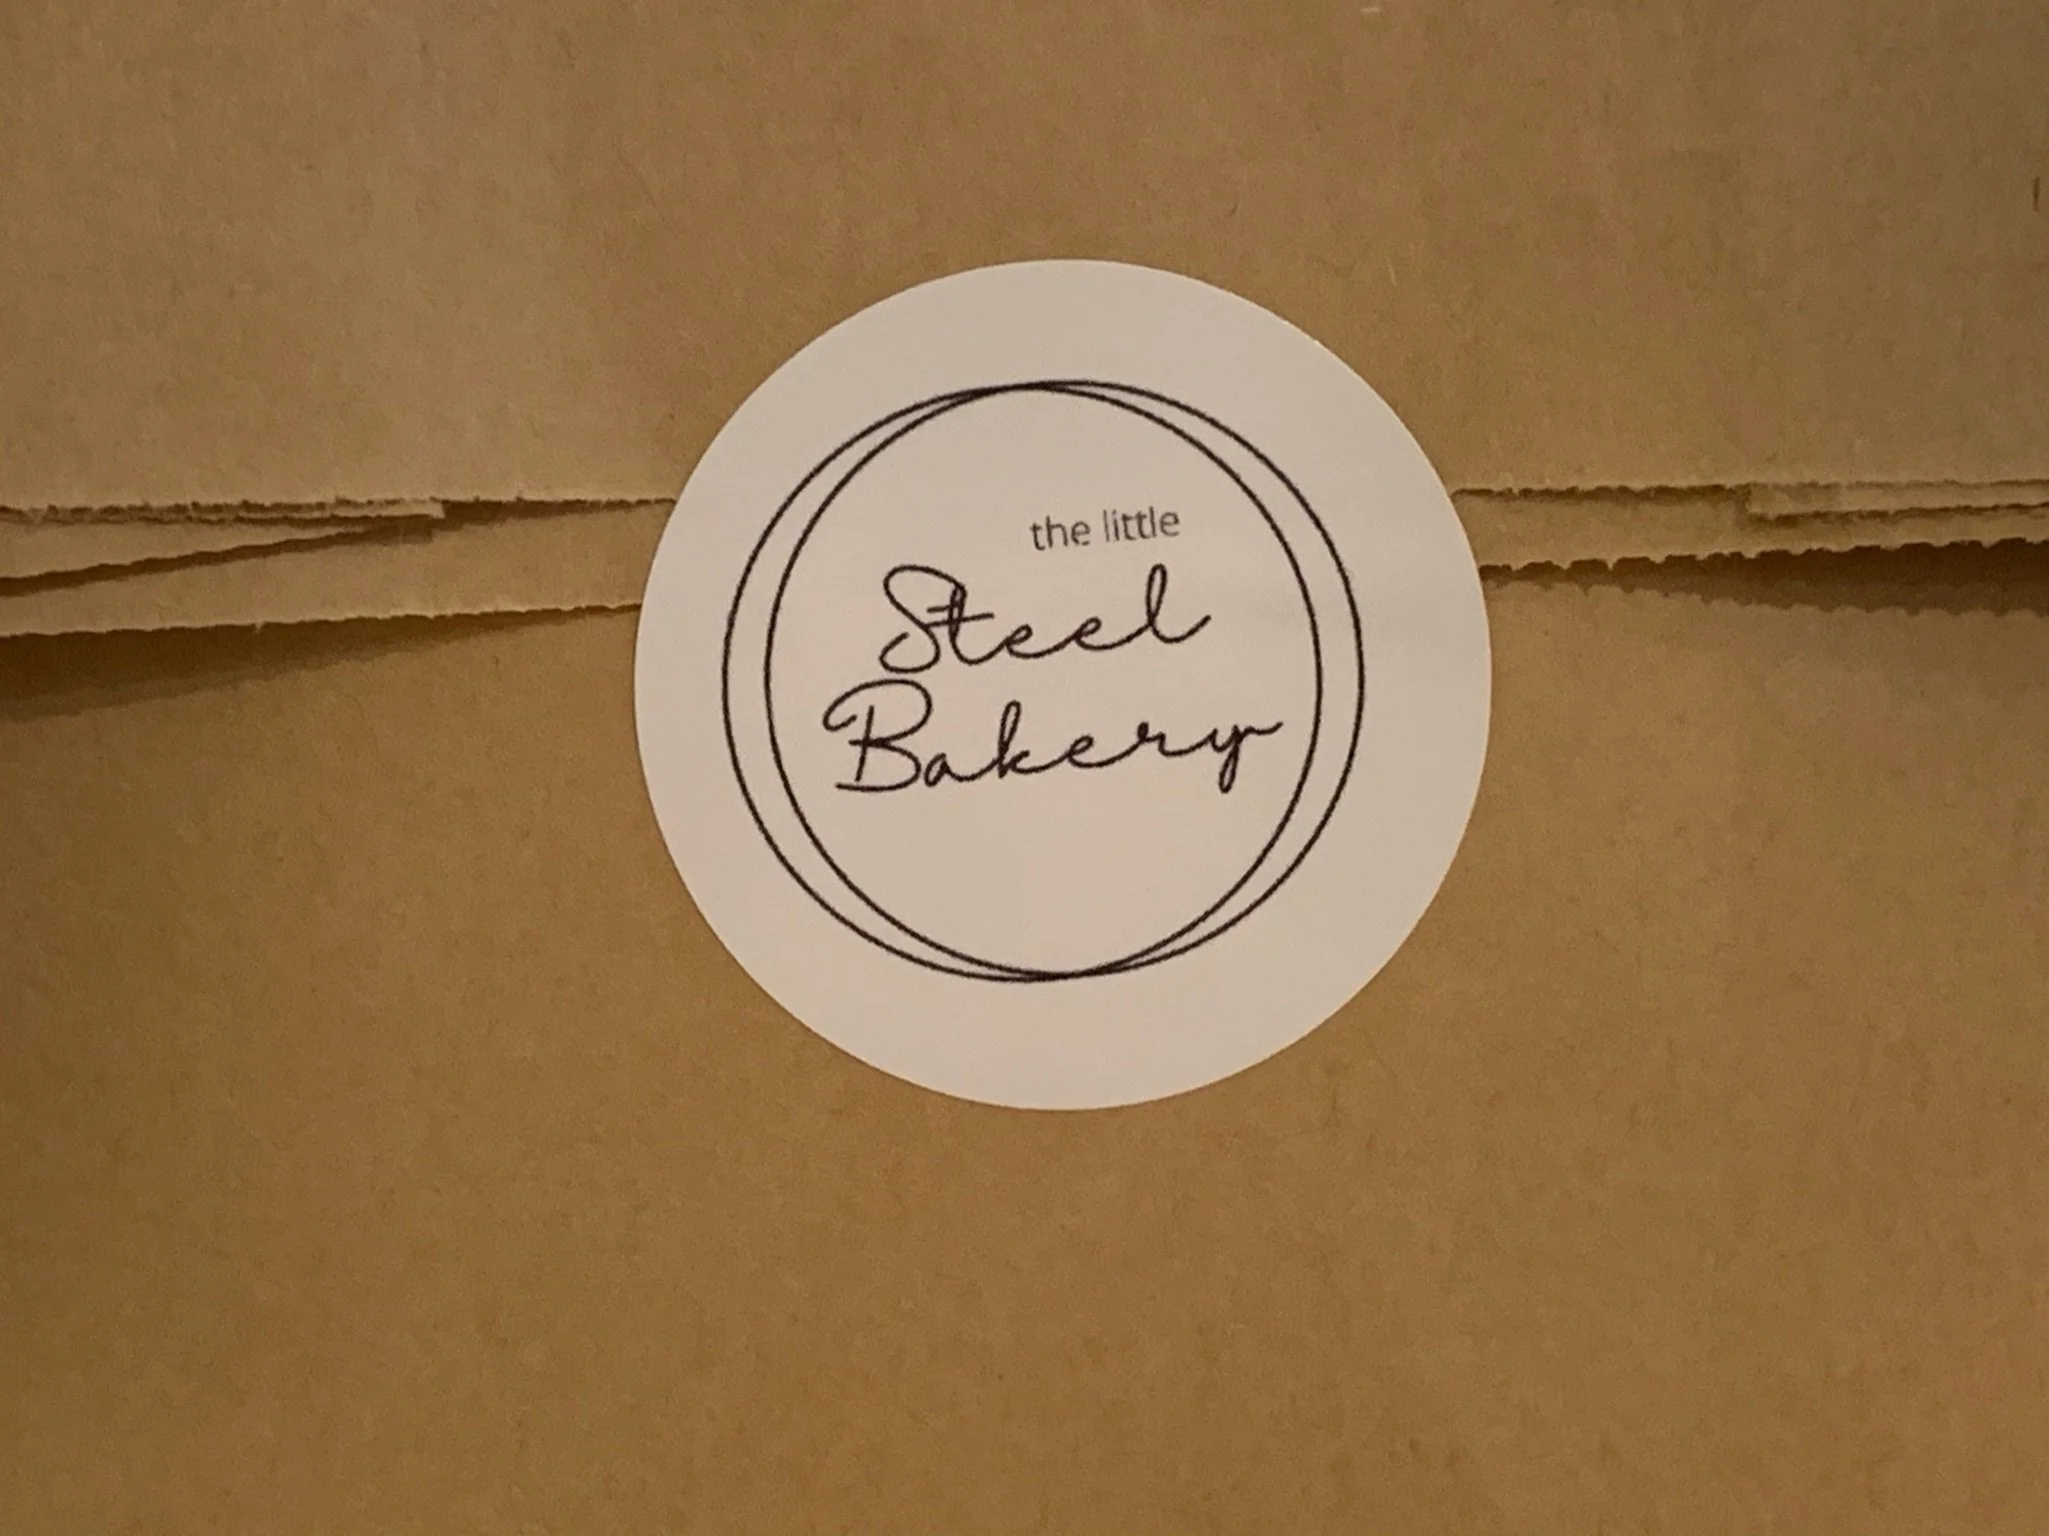 the little
Steel
Bakery